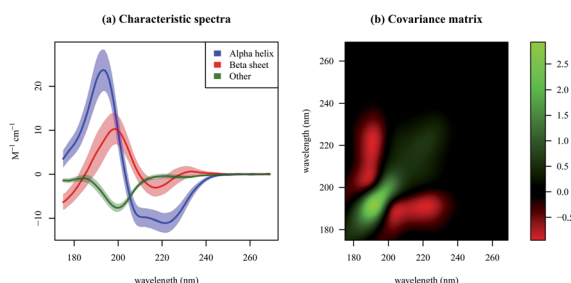 (a) Characteristic spectra
(b) Covariance matrix
Alpha helix
Beta sheet
Other
M⁻¹ cm⁻¹
20
10
0
−10
180
200
220
240
260
wavelength (nm)
wavelength (nm)
260
240
220
200
180
180
200
220
240
260
wavelength (nm)
2.5
2.0
1.5
1.0
0.5
0.0
−0.5